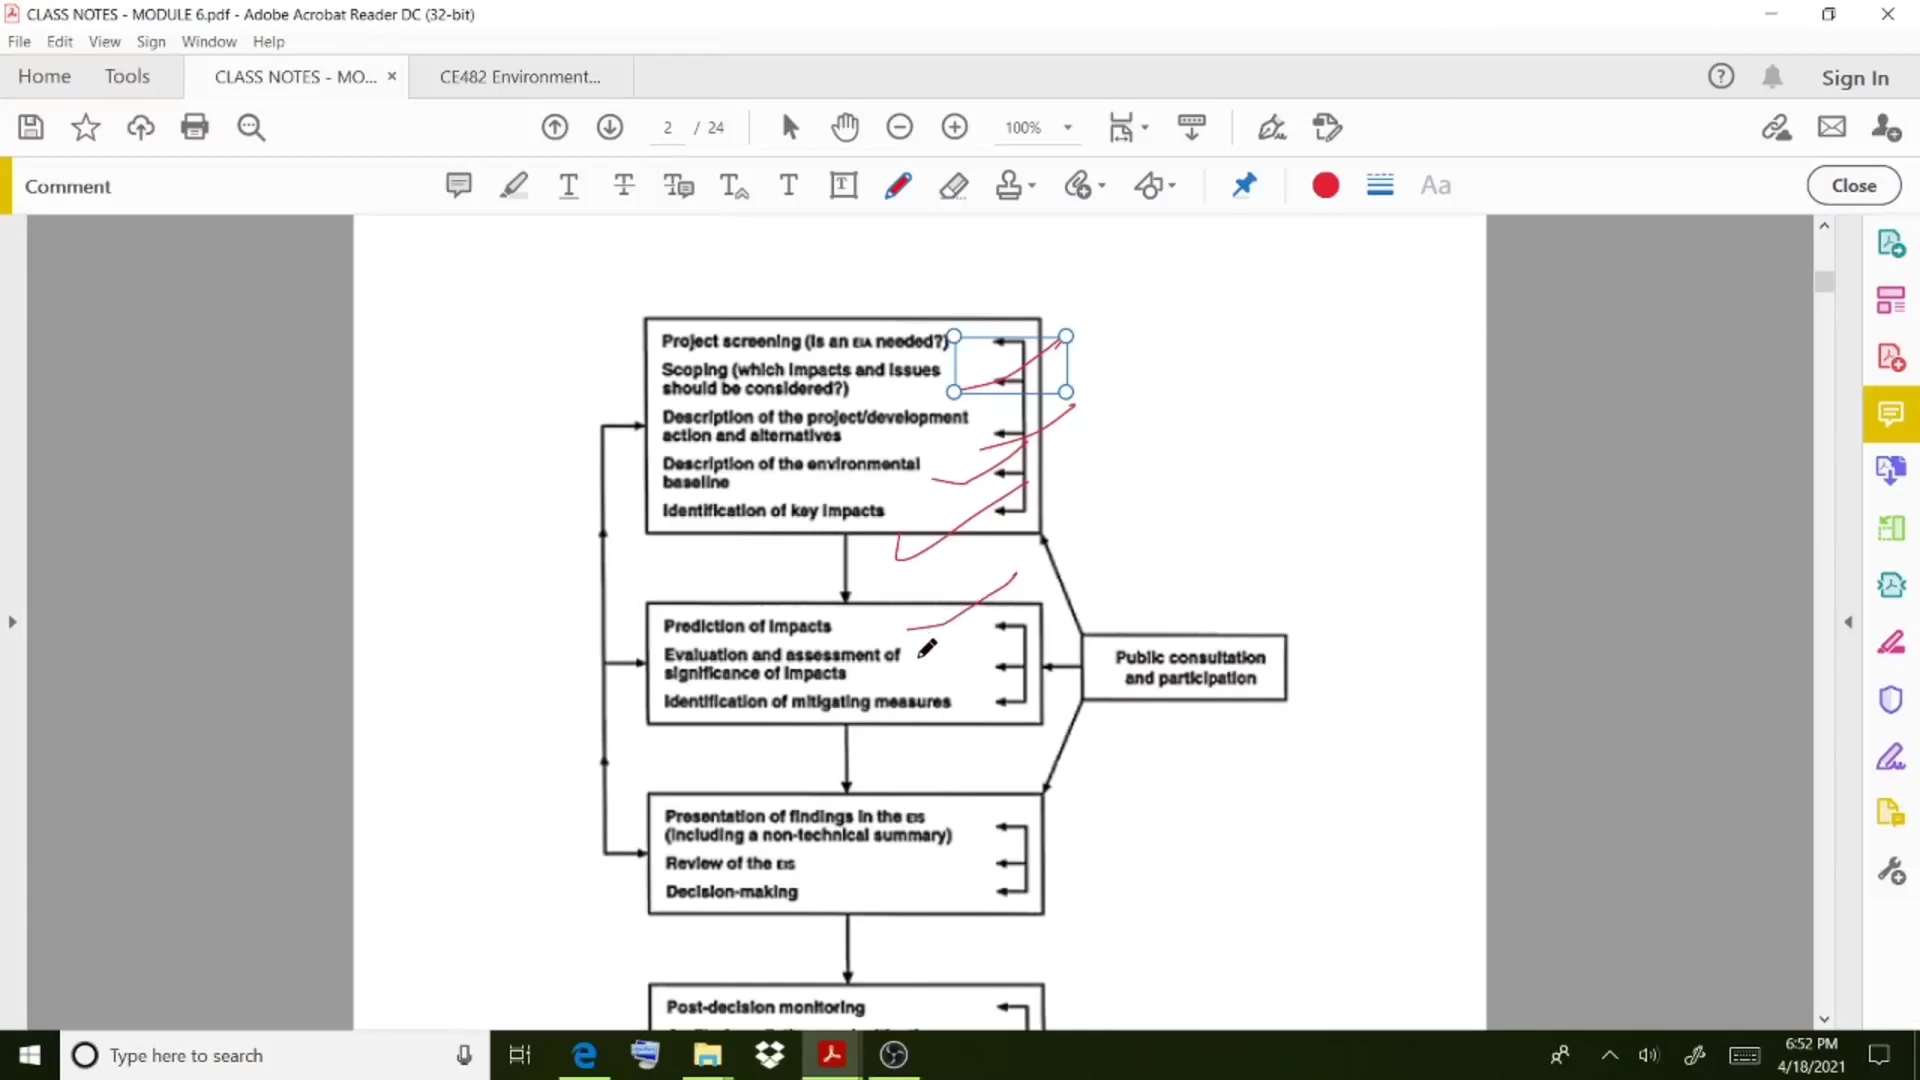 CLASS NOTES - MODULE 6.pdf - Adobe Acrobat Reader DC (32-bit)
File Edit View Sign Window Help
Home Tools CLASS NOTES - MO... × CE482 Environment... Sign In
2 / 24 100%
Comment Aa Close
Project screening (Is an EIA needed?)
Scoping (which impacts and issues
should be considered?)
Description of the project/development
action and alternatives
Description of the environmental
baseline
Identification of key impacts
Prediction of impacts
Evaluation and assessment of
significance of impacts
Identification of mitigating measures
Public consultation
and participation
Presentation of findings in the EIS
(including a non-technical summary)
Review of the EIS
Decision-making
Post-decision monitoring
Type here to search
6:52 PM
4/18/2021